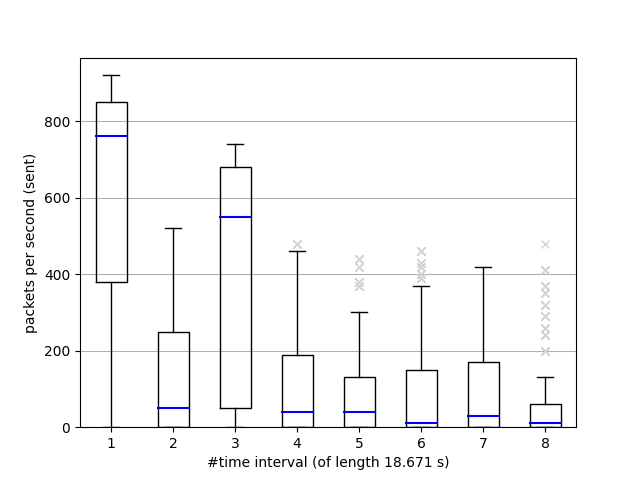 800
600
400
200
0
packets per second (sent)
1 2 3 4 5 6 7 8
#time interval (of length 18.671 s)